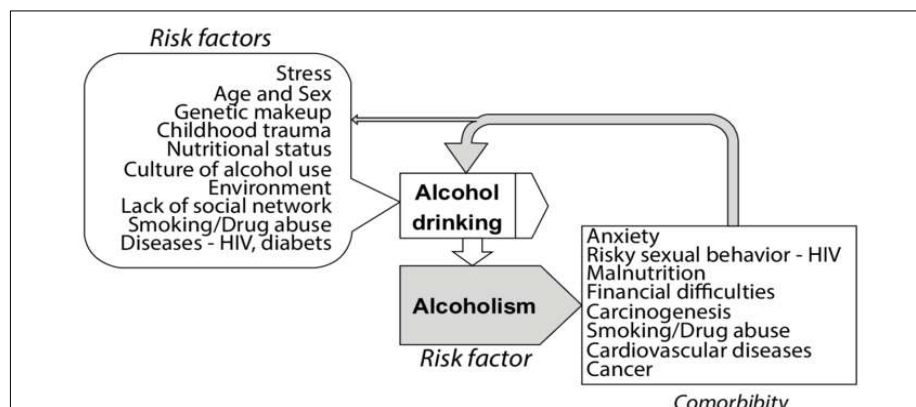 Risk factors
Stress
Age and Sex
Genetic makeup
Childhood trauma
Nutritional status
Culture of alcohol use
Environment
Lack of social network
Smoking/Drug abuse
Diseases - HIV, diabets
Alcohol
drinking
Alcoholism
Risk factor
Anxiety
Risky sexual behavior - HIV
Malnutrition
Financial difficulties
Carcinogenesis
Smoking/Drug abuse
Cardiovascular diseases
Cancer
Comorbibity